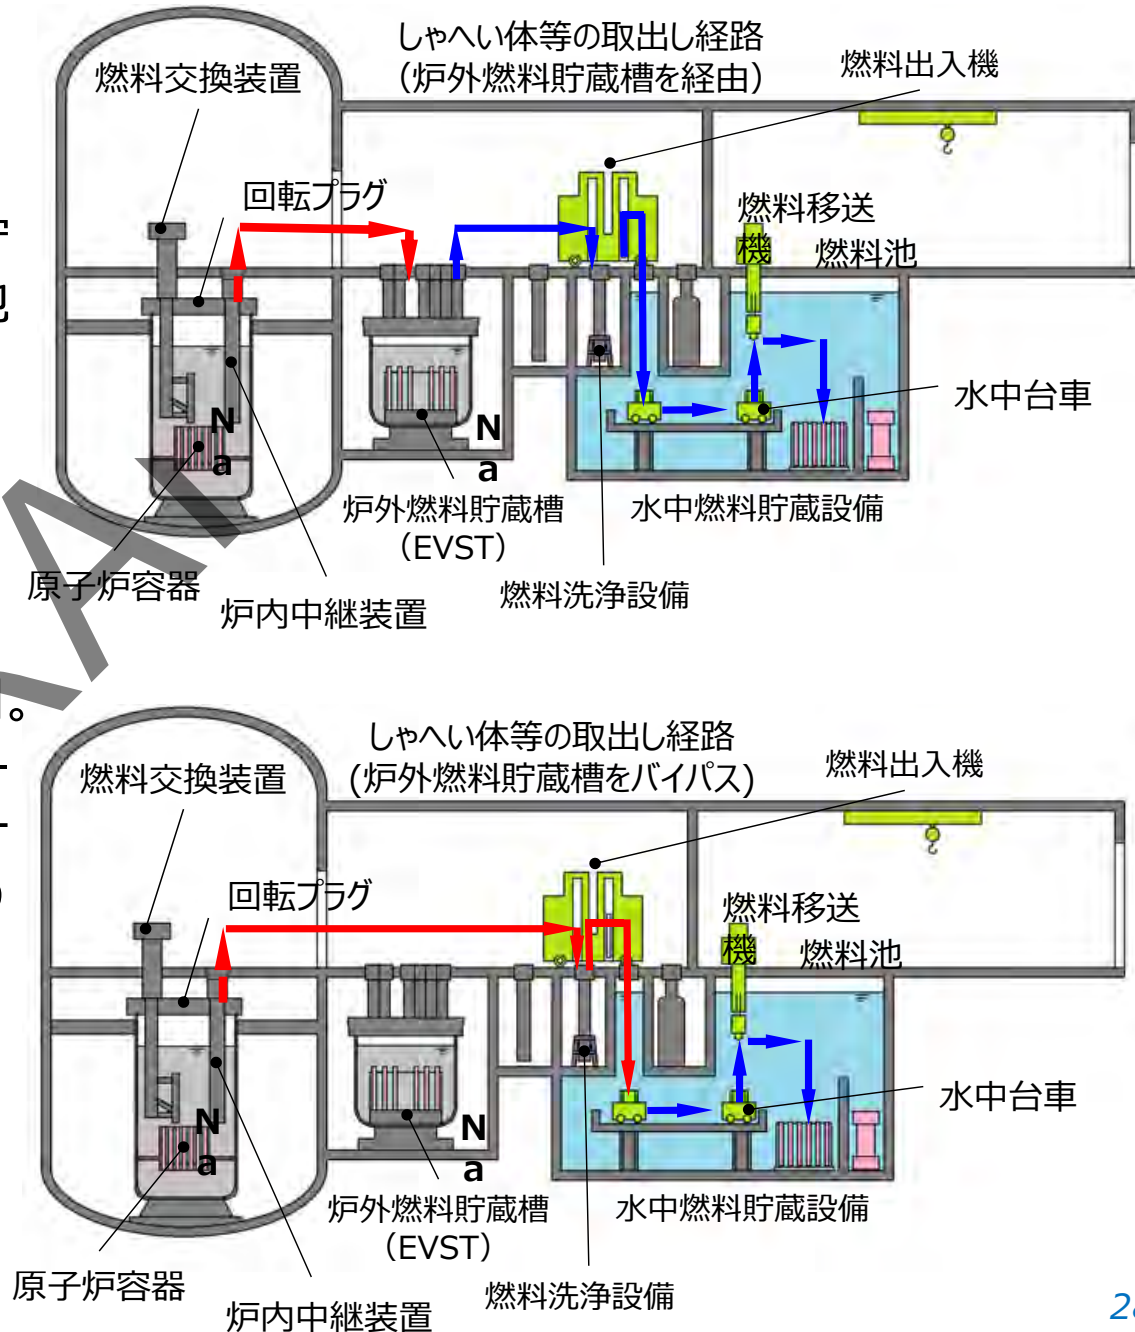 しゃへい体等の取出し経路
(炉外燃料貯蔵槽を経由)
燃料交換装置
燃料出入機
回転プラグ
燃料移送
機
燃料池
水中台車
N
a
N
a
炉外燃料貯蔵槽
(EVST)
水中燃料貯蔵設備
原子炉容器
炉内中継装置
燃料洗浄設備
。
しゃへい体等の取出し経路
(炉外燃料貯蔵槽をバイパス)
燃料交換装置
燃料出入機
回転プラグ
燃料移送
機
燃料池
水中台車
N
a
N
a
炉外燃料貯蔵槽
(EVST)
水中燃料貯蔵設備
原子炉容器
炉内中継装置
燃料洗浄設備